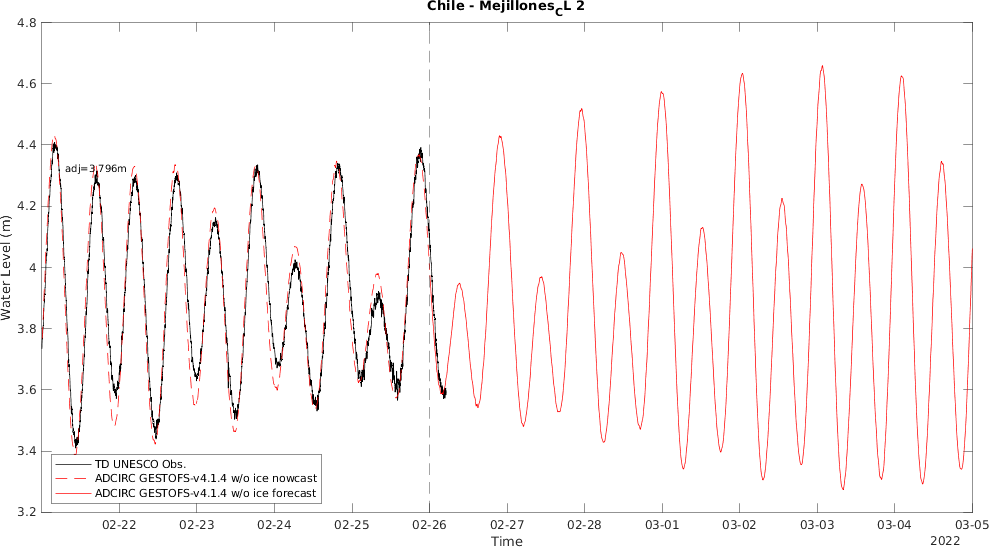 Chile - Mejillones_CL 2
4.8
4.6
4.4
4.2
4
3.8
3.6
3.4
3.2
Water Level (m)
adj=3.796m
TD UNESCO Obs.
ADCIRC GESTOFS-v4.1.4 w/o ice nowcast
ADCIRC GESTOFS-v4.1.4 w/o ice forecast
02-22 02-23 02-24 02-25 02-26 02-27 02-28 03-01 03-02 03-03 03-04 03-05
Time
2022